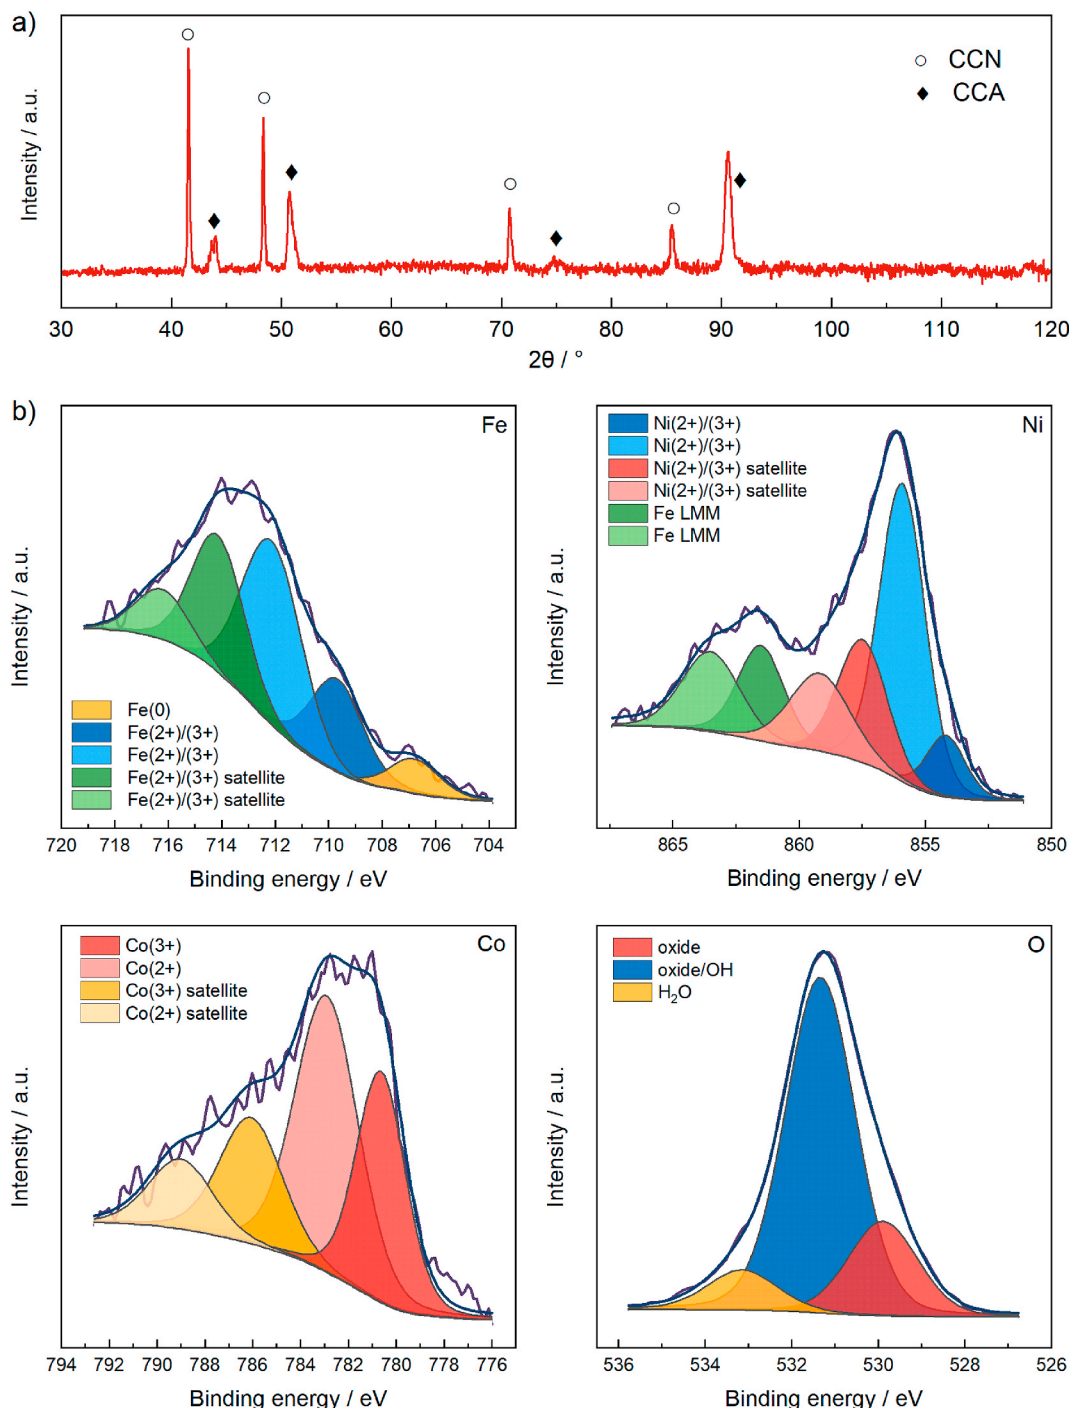 a)
Intensity / a.u.
○ CCN
♦ CCA
30 40 50 60 70 80 90 100 110 120
2θ / °
b)
Fe
Intensity / a.u.
Fe(0)
Fe(2+)/(3+)
Fe(2+)/(3+)
Fe(2+)/(3+) satellite
Fe(2+)/(3+) satellite
720 718 716 714 712 710 708 706 704
Binding energy / eV
Ni
Intensity / a.u.
Ni(2+)/(3+)
Ni(2+)/(3+)
Ni(2+)/(3+) satellite
Ni(2+)/(3+) satellite
Fe LMM
Fe LMM
865 860 855 850
Binding energy / eV
Co
Intensity / a.u.
Co(3+)
Co(2+)
Co(3+) satellite
Co(2+) satellite
794 792 790 788 786 784 782 780 778 776
Binding energy / eV
O
Intensity / a.u.
oxide
oxide/OH
H₂O
536 534 532 530 528 526
Binding energy / eV